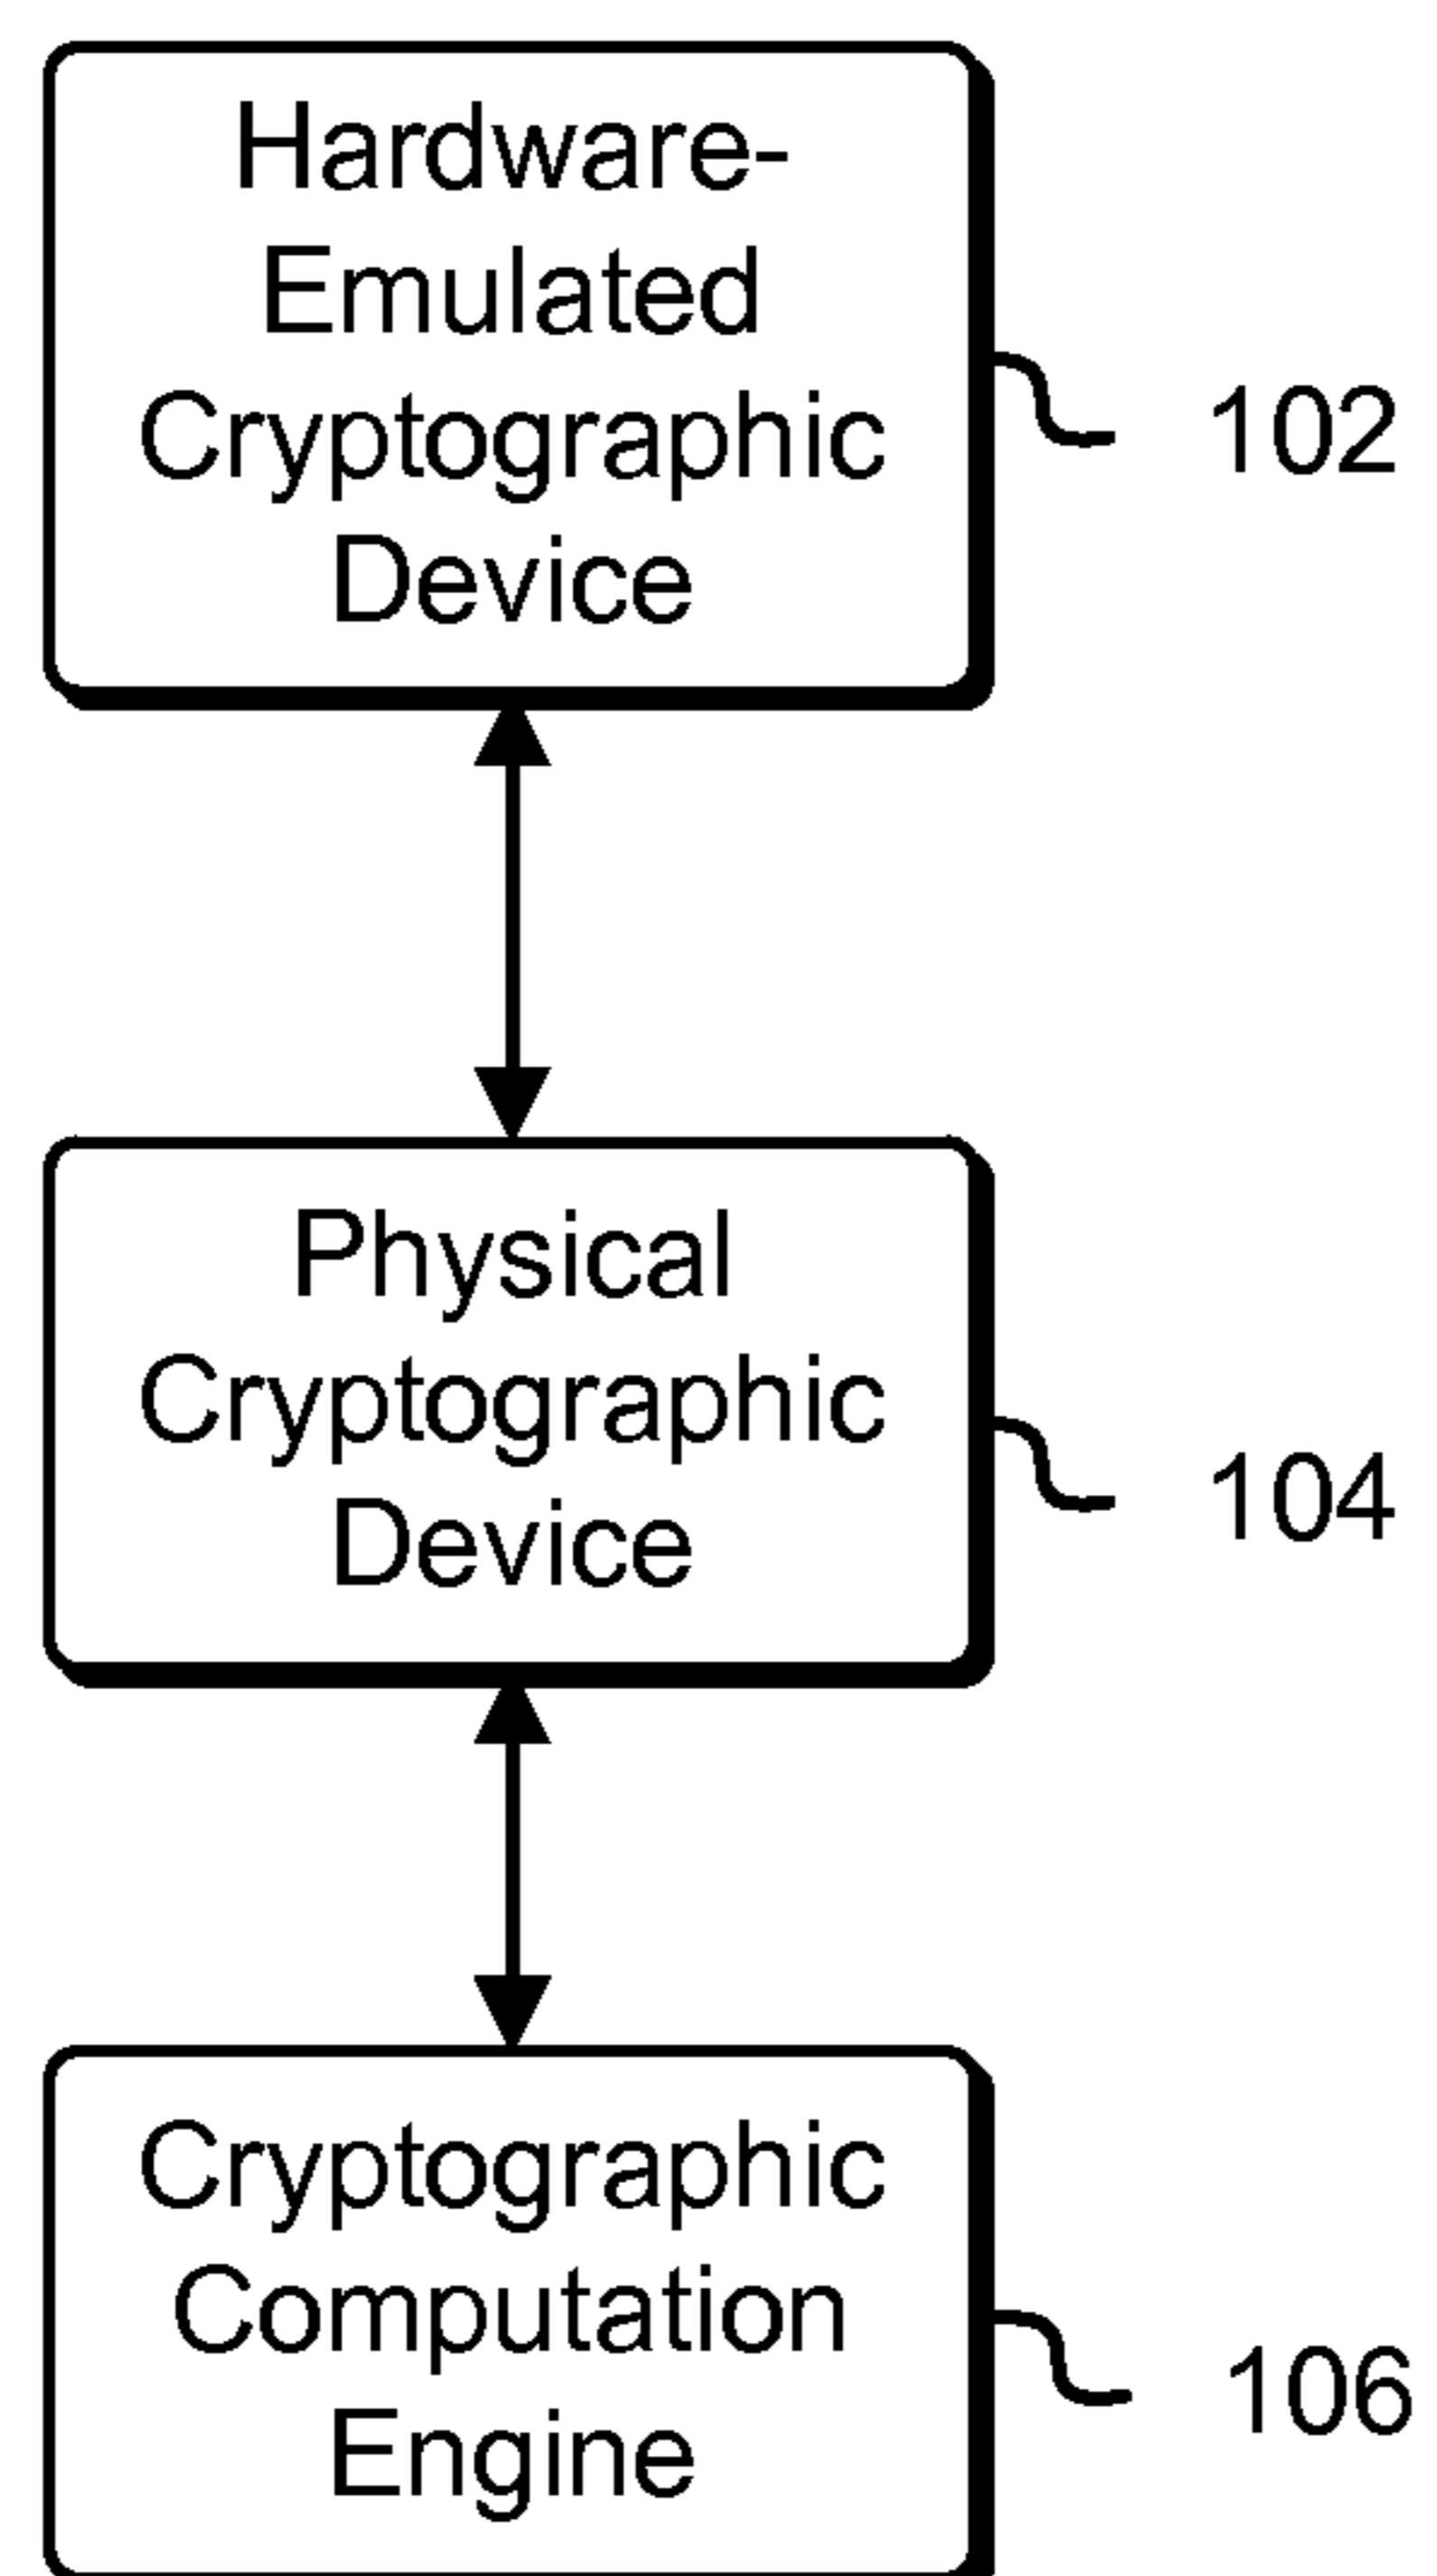 Hardware-
Emulated
Cryptographic
Device
102
Physical
Cryptographic
Device
104
Cryptographic
Computation
Engine
106